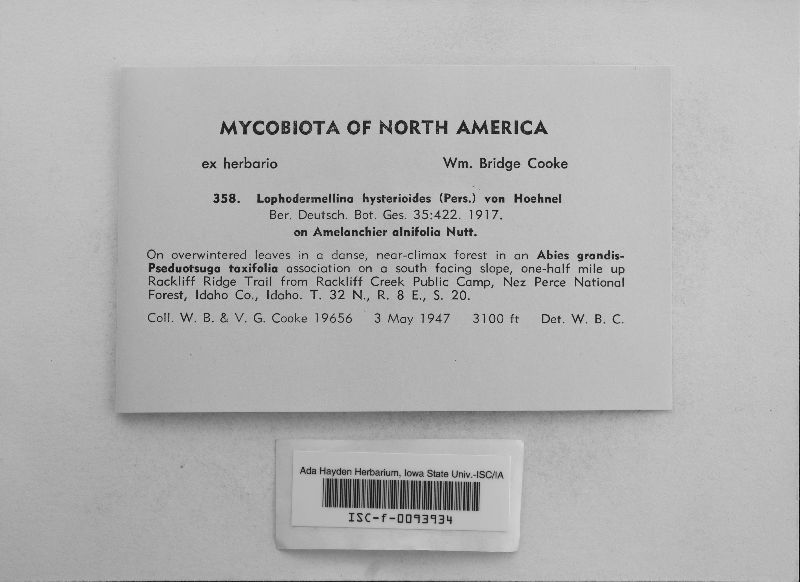 MYCOBIOTA OF NORTH AMERICA
ex herbario Wm. Bridge Cooke
358. Lophodermellina hysterioides (Pers.) von Hoehnel
Ber. Deutsch. Bot. Ges. 35:422. 1917.
on Amelanchier alnifolia Nutt.
On overwintered leaves in a danse, near-climax forest in an Abies grandis-
Pseduotsuga taxifolia association on a south facing slope, one-half mile up
Rackliff Ridge Trail from Rackliff Creek Public Camp, Nez Perce National
Forest, Idaho Co., Idaho. T. 32 N., R. 8 E., S. 20.
Coll. W. B. & V. G. Cooke 19656 3 May 1947 3100 ft Det. W. B. C.
Ada Hayden Herbarium, Iowa State Univ.-ISC/IA
ISC-f-0093934